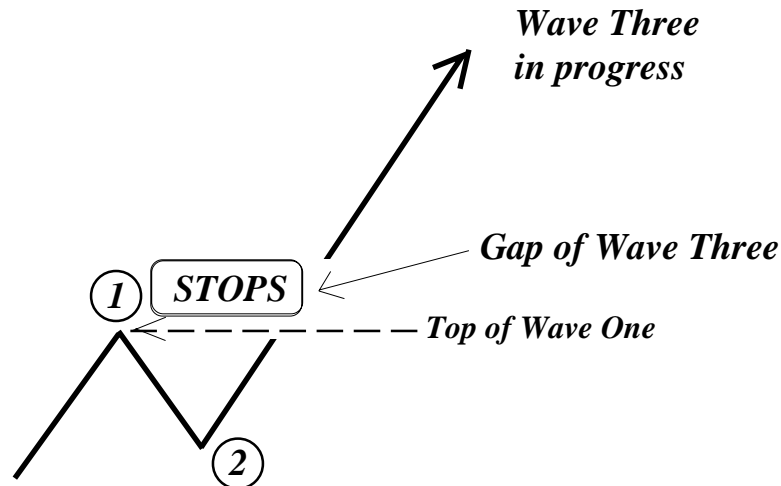 Wave Three
in progress
Gap of Wave Three
1
STOPS
Top of Wave One
2